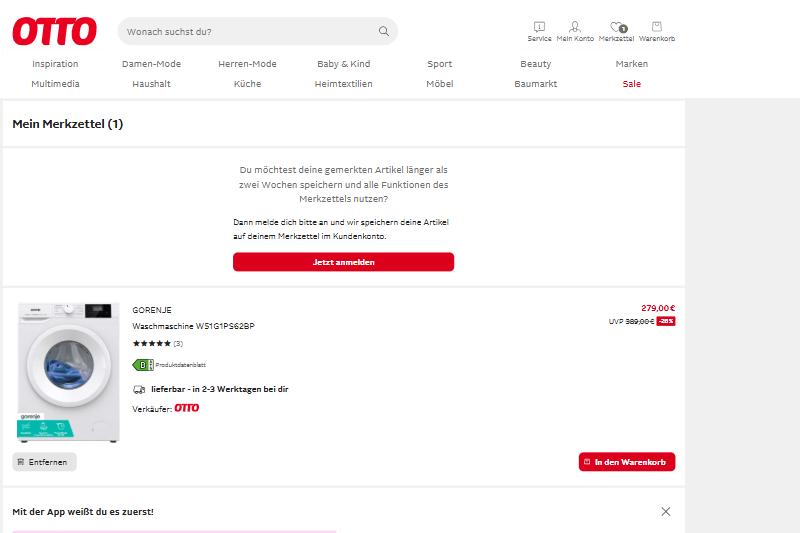 OTTO
Wonach suchst du?
Service
Mein Konto
1
Merkzettel
Warenkorb
Inspiration
Damen-Mode
Herren-Mode
Baby & Kind
Sport
Beauty
Marken
Multimedia
Haushalt
Küche
Heimtextilien
Möbel
Baumarkt
Sale
Mein Merkzettel (1)
Du möchtest deine gemerkten Artikel länger als
zwei Wochen speichern und alle Funktionen des
Merkzettels nutzen?
Dann melde dich bitte an und wir speichern deine Artikel
auf deinem Merkzettel im Kundenkonto.
Jetzt anmelden
GORENJE
279,00 €
Waschmaschine WS1G1PS62BP
UVP 389,00 € -28%
(3)
B
Produktdatenblatt
lieferbar - in 2-3 Werktagen bei dir
Verkäufer: OTTO
gorenje
Entfernen
In den Warenkorb
Mit der App weißt du es zuerst!